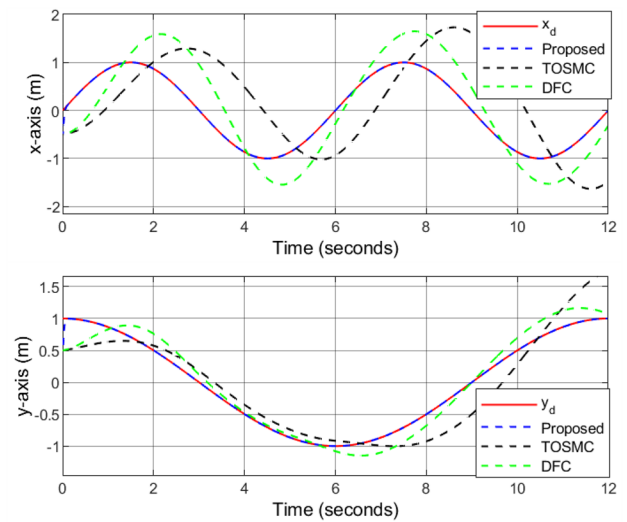 2
1
0
-1
-2
x-axis (m)
x_d
Proposed
TOSMC
DFC
0 2 4 6 8 10 12
Time (seconds)
1.5
1
0.5
0
-0.5
-1
y-axis (m)
y_d
Proposed
TOSMC
DFC
0 2 4 6 8 10 12
Time (seconds)